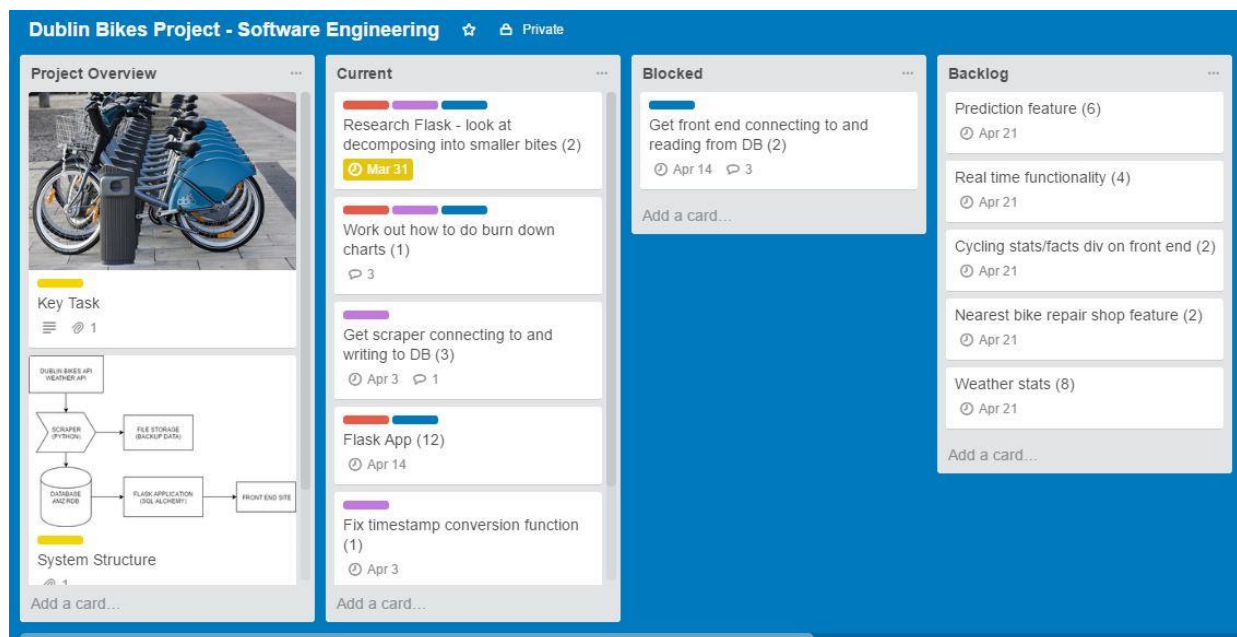 Dublin Bikes Project - Software Engineering
Private
Project Overview
Key Task
1
DUBLIN BIKES API
WEATHER API
SCRAPER
(PYTHON)
FILE STORAGE
(BACKUP DATA)
DATABASE
AMZ RDB
FLASK APPLICATION
(SQL ALCHEMY)
FRONT END SITE
System Structure
1
Add a card...
Current
Research Flask - look at
decomposing into smaller bites (2)
Mar 31
Work out how to do burn down
charts (1)
3
Get scraper connecting to and
writing to DB (3)
Apr 3 1
Flask App (12)
Apr 14
Fix timestamp conversion function
(1)
Apr 3
Add a card...
Blocked
Get front end connecting to and
reading from DB (2)
Apr 14 3
Add a card...
Backlog
Prediction feature (6)
Apr 21
Real time functionality (4)
Apr 21
Cycling stats/facts div on front end (2)
Apr 21
Nearest bike repair shop feature (2)
Apr 21
Weather stats (8)
Apr 21
Add a card...